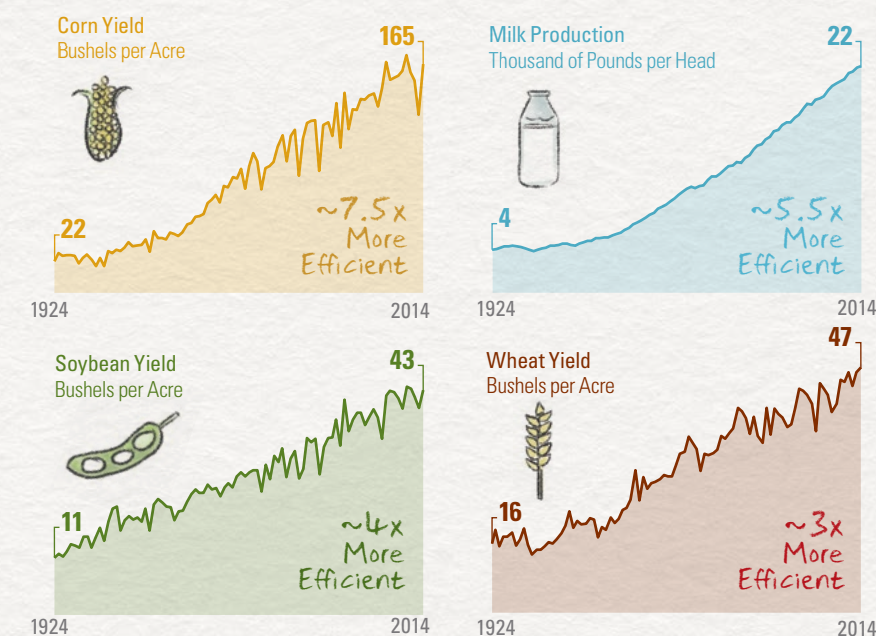 Corn Yield
Bushels per Acre
165
22
~7.5x
More
Efficient
1924
2014
Milk Production
Thousand of Pounds per Head
22
4
~5.5x
More
Efficient
1924
2014
Soybean Yield
Bushels per Acre
43
11
~4x
More
Efficient
1924
2014
Wheat Yield
Bushels per Acre
47
16
~3x
More
Efficient
1924
2014